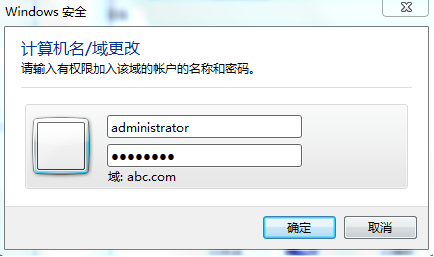 Windows 安全
计算机名/域更改
请输入有权限加入该域的帐户的名称和密码。
administrator
●●●●●●●●
域: abc.com
确定
取消